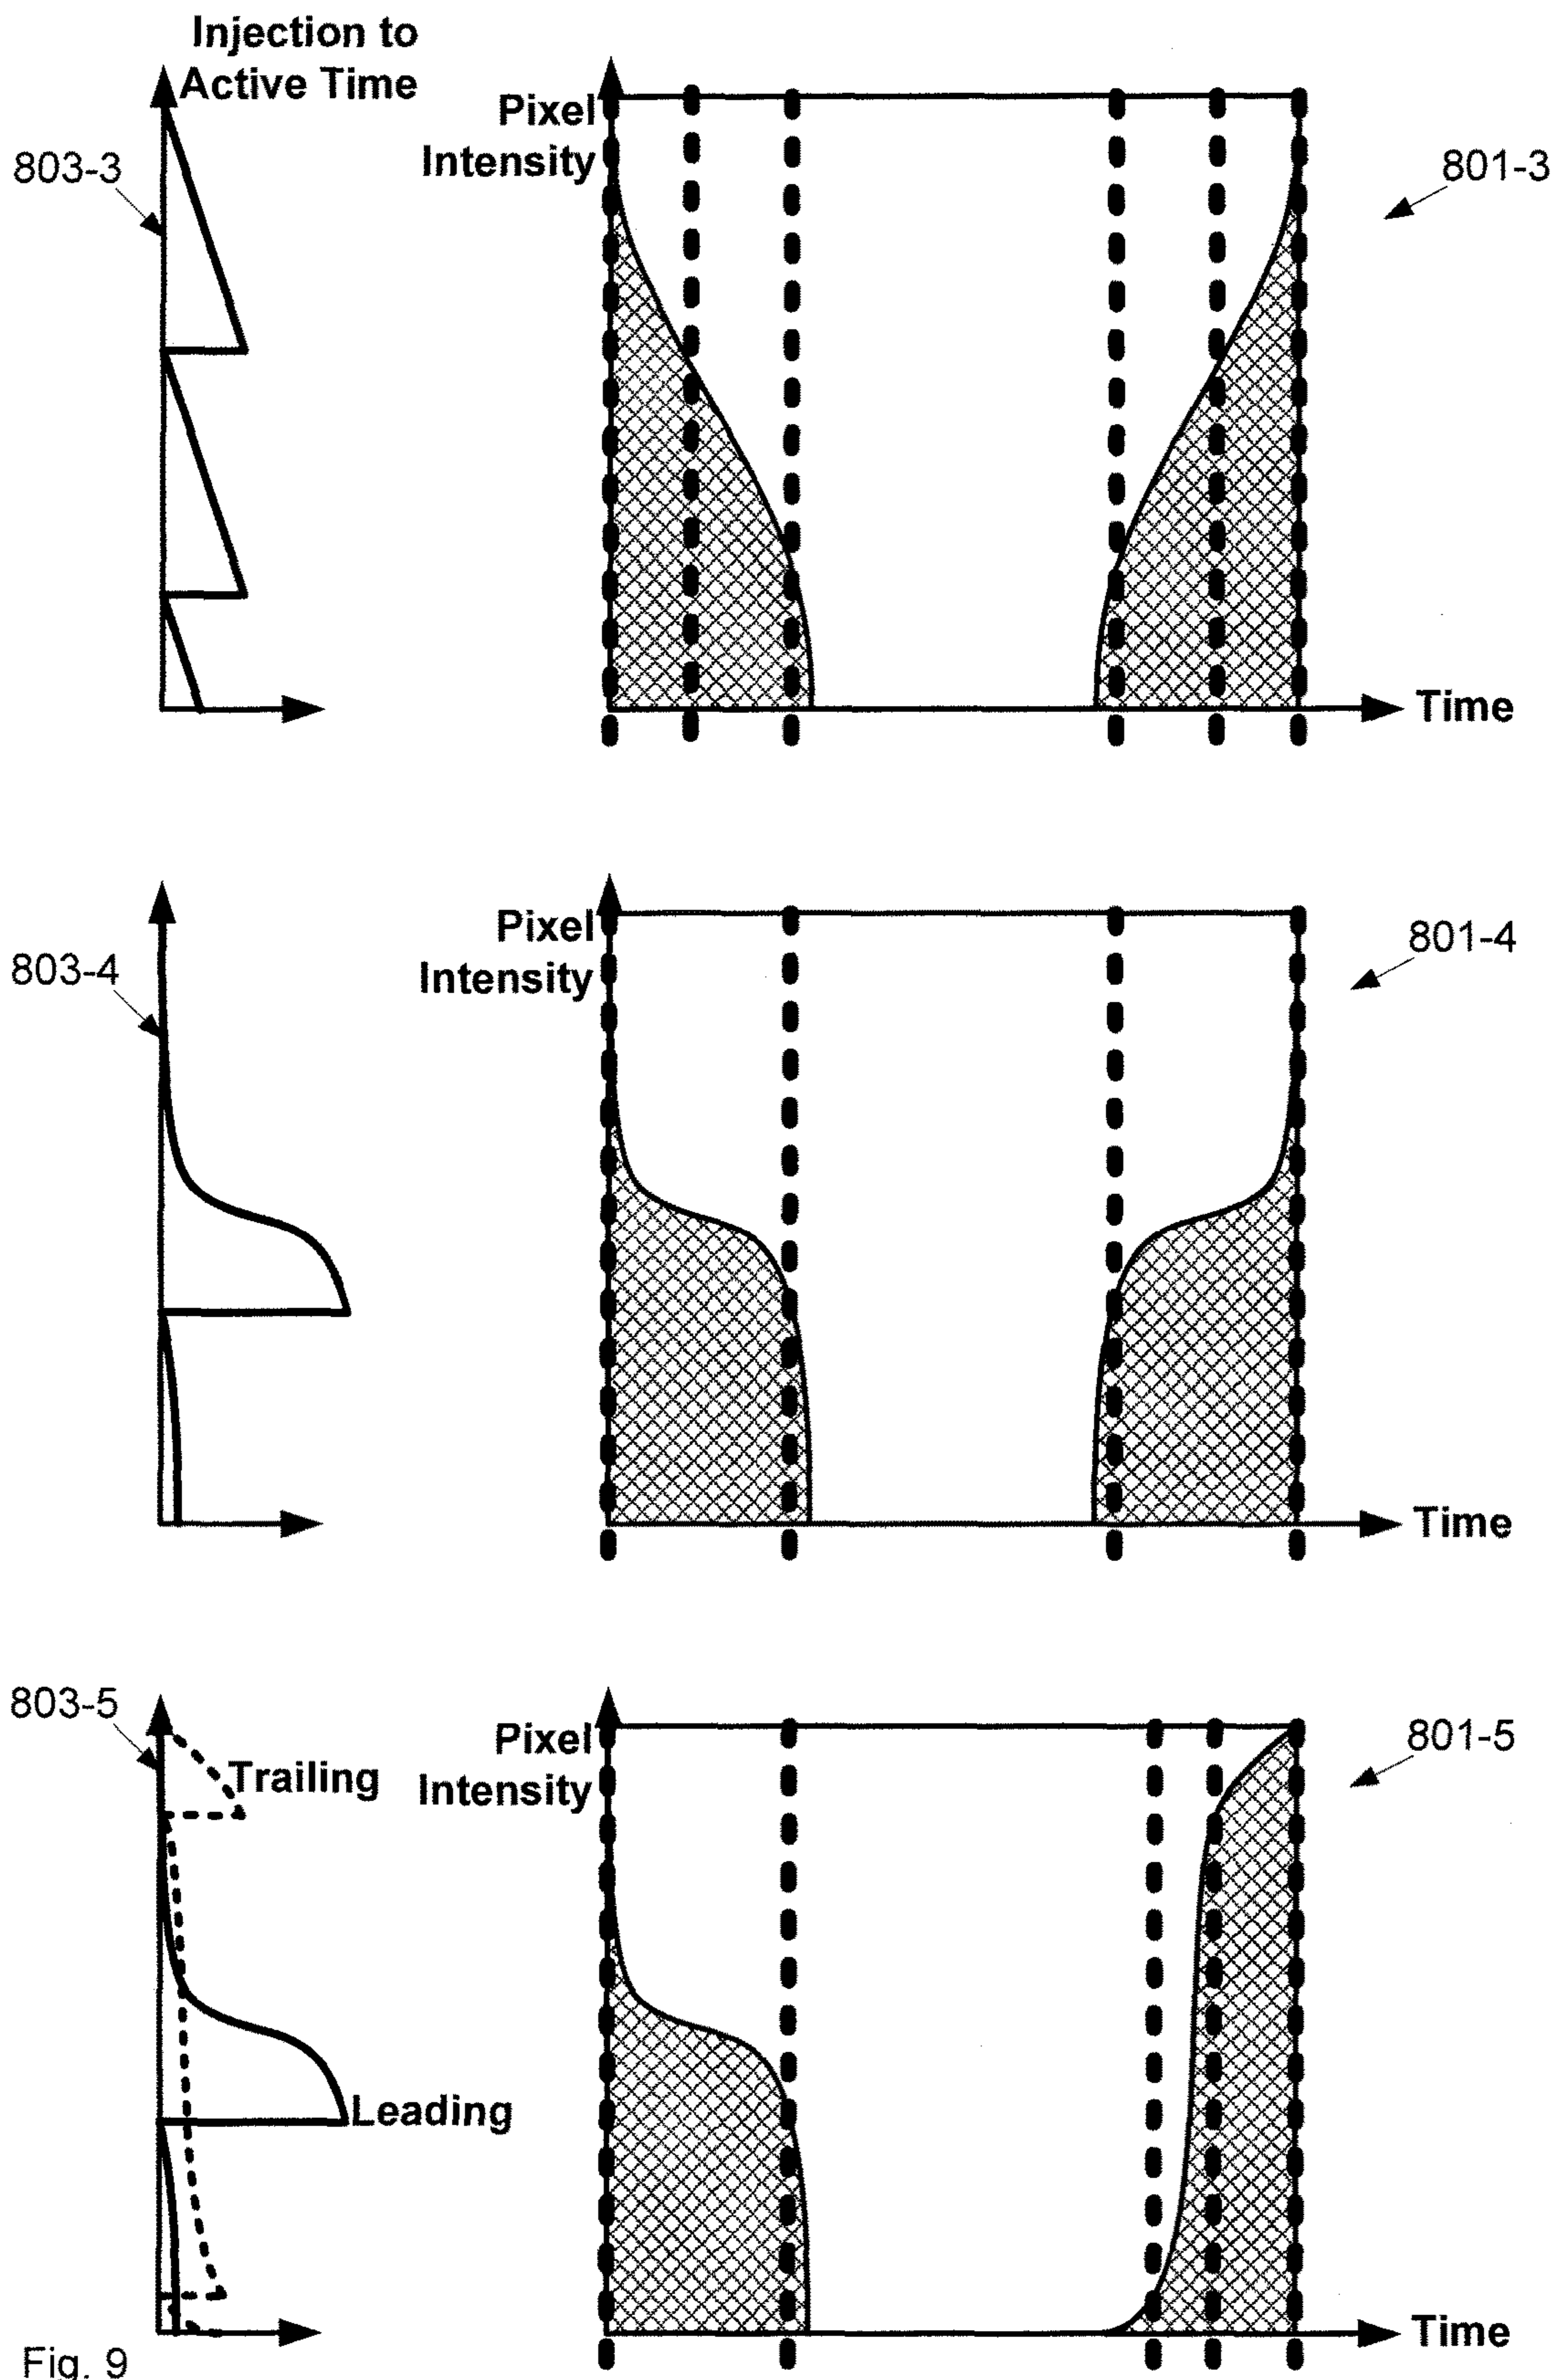 Injection to
Active Time
803-3
Pixel
Intensity
801-3
Time
803-4
Pixel
Intensity
801-4
Time
803-5
Trailing
Leading
Pixel
Intensity
801-5
Time
Fig. 9